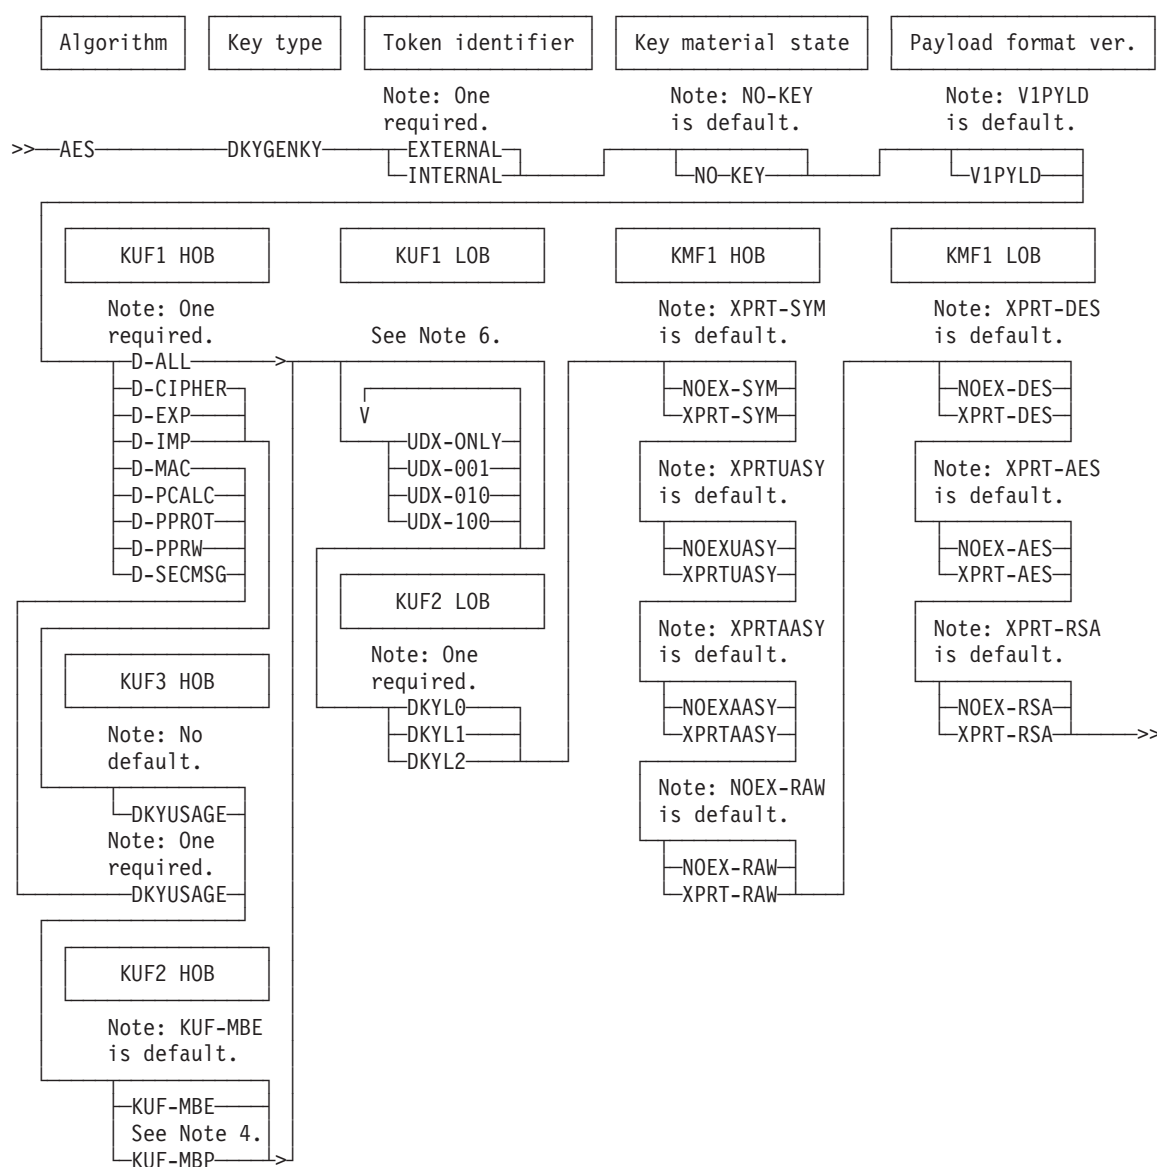 Algorithm Key type Token identifier Key material state Payload format ver.
Note: One Note: NO-KEY Note: V1PYLD
required. is default. is default.
>>—AES DKYGENKY EXTERNAL
INTERNAL NO-KEY V1PYLD
KUF1 HOB KUF1 LOB KMF1 HOB KMF1 LOB
Note: One Note: XPRT-SYM Note: XPRT-DES
required. See Note 6. is default. is default.
D-ALL >
D-CIPHER NOEX-SYM NOEX-DES
D-EXP V XPRT-SYM XPRT-DES
D-IMP UDX-ONLY
D-MAC UDX-001 Note: XPRTUASY Note: XPRT-AES
D-PCALC UDX-010 is default. is default.
D-PPROT UDX-100
D-PPRW NOEXUASY NOEX-AES
D-SECMSG XPRTUASY XPRT-AES
KUF2 LOB
Note: XPRTAASY Note: XPRT-RSA
Note: One is default. is default.
KUF3 HOB required.
DKYL0 NOEXAASY NOEX-RSA
Note: No DKYL1 XPRTAASY XPRT-RSA >>
default. DKYL2
Note: NOEX-RAW
DKYUSAGE is default.
Note: One
required. NOEX-RAW
DKYUSAGE XPRT-RAW
KUF2 HOB
Note: KUF-MBE
is default.
KUF-MBE
See Note 4.
KUF-MBP >